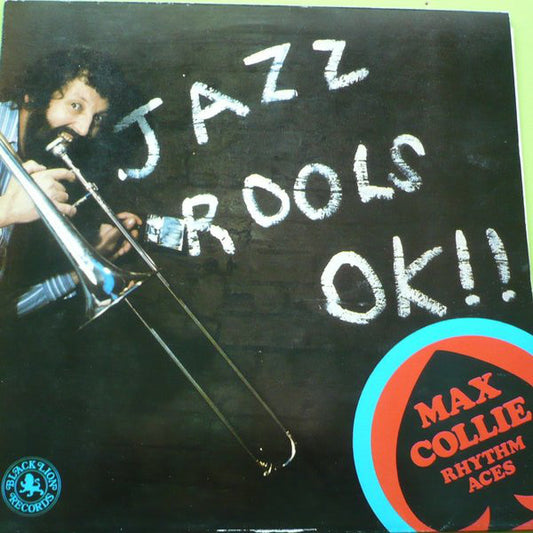 JAZZ
ROOLS
OK!!
MAX
COLLIE
RHYTHM
ACES
BLACK LION
RECORDS